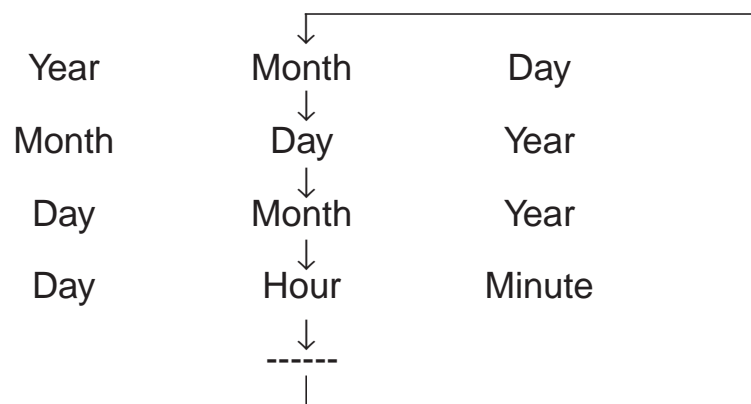 Year Month Day
Month Day Year
Day Month Year
Day Hour Minute
------